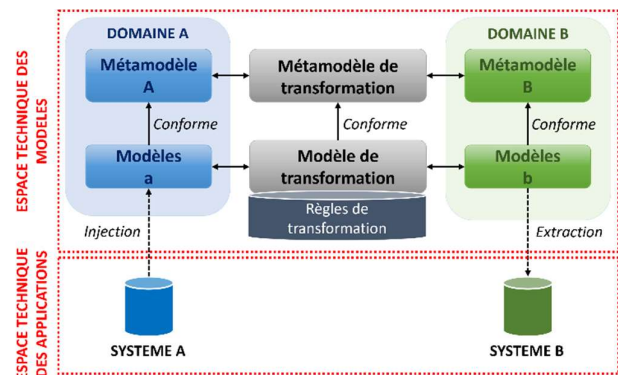 DOMAINE A
DOMAINE B
Métamodèle
A
Métamodèle de
transformation
Métamodèle
B
Conforme
Conforme
Conforme
Modèles
a
Modèle de
transformation
Modèles
b
Règles de
transformation
Injection
Extraction
ESPACE TECHNIQUE DES
MODELES
SYSTEME A
SYSTEME B
ESPACE TECHNIQUE
DES APPLICATIONS